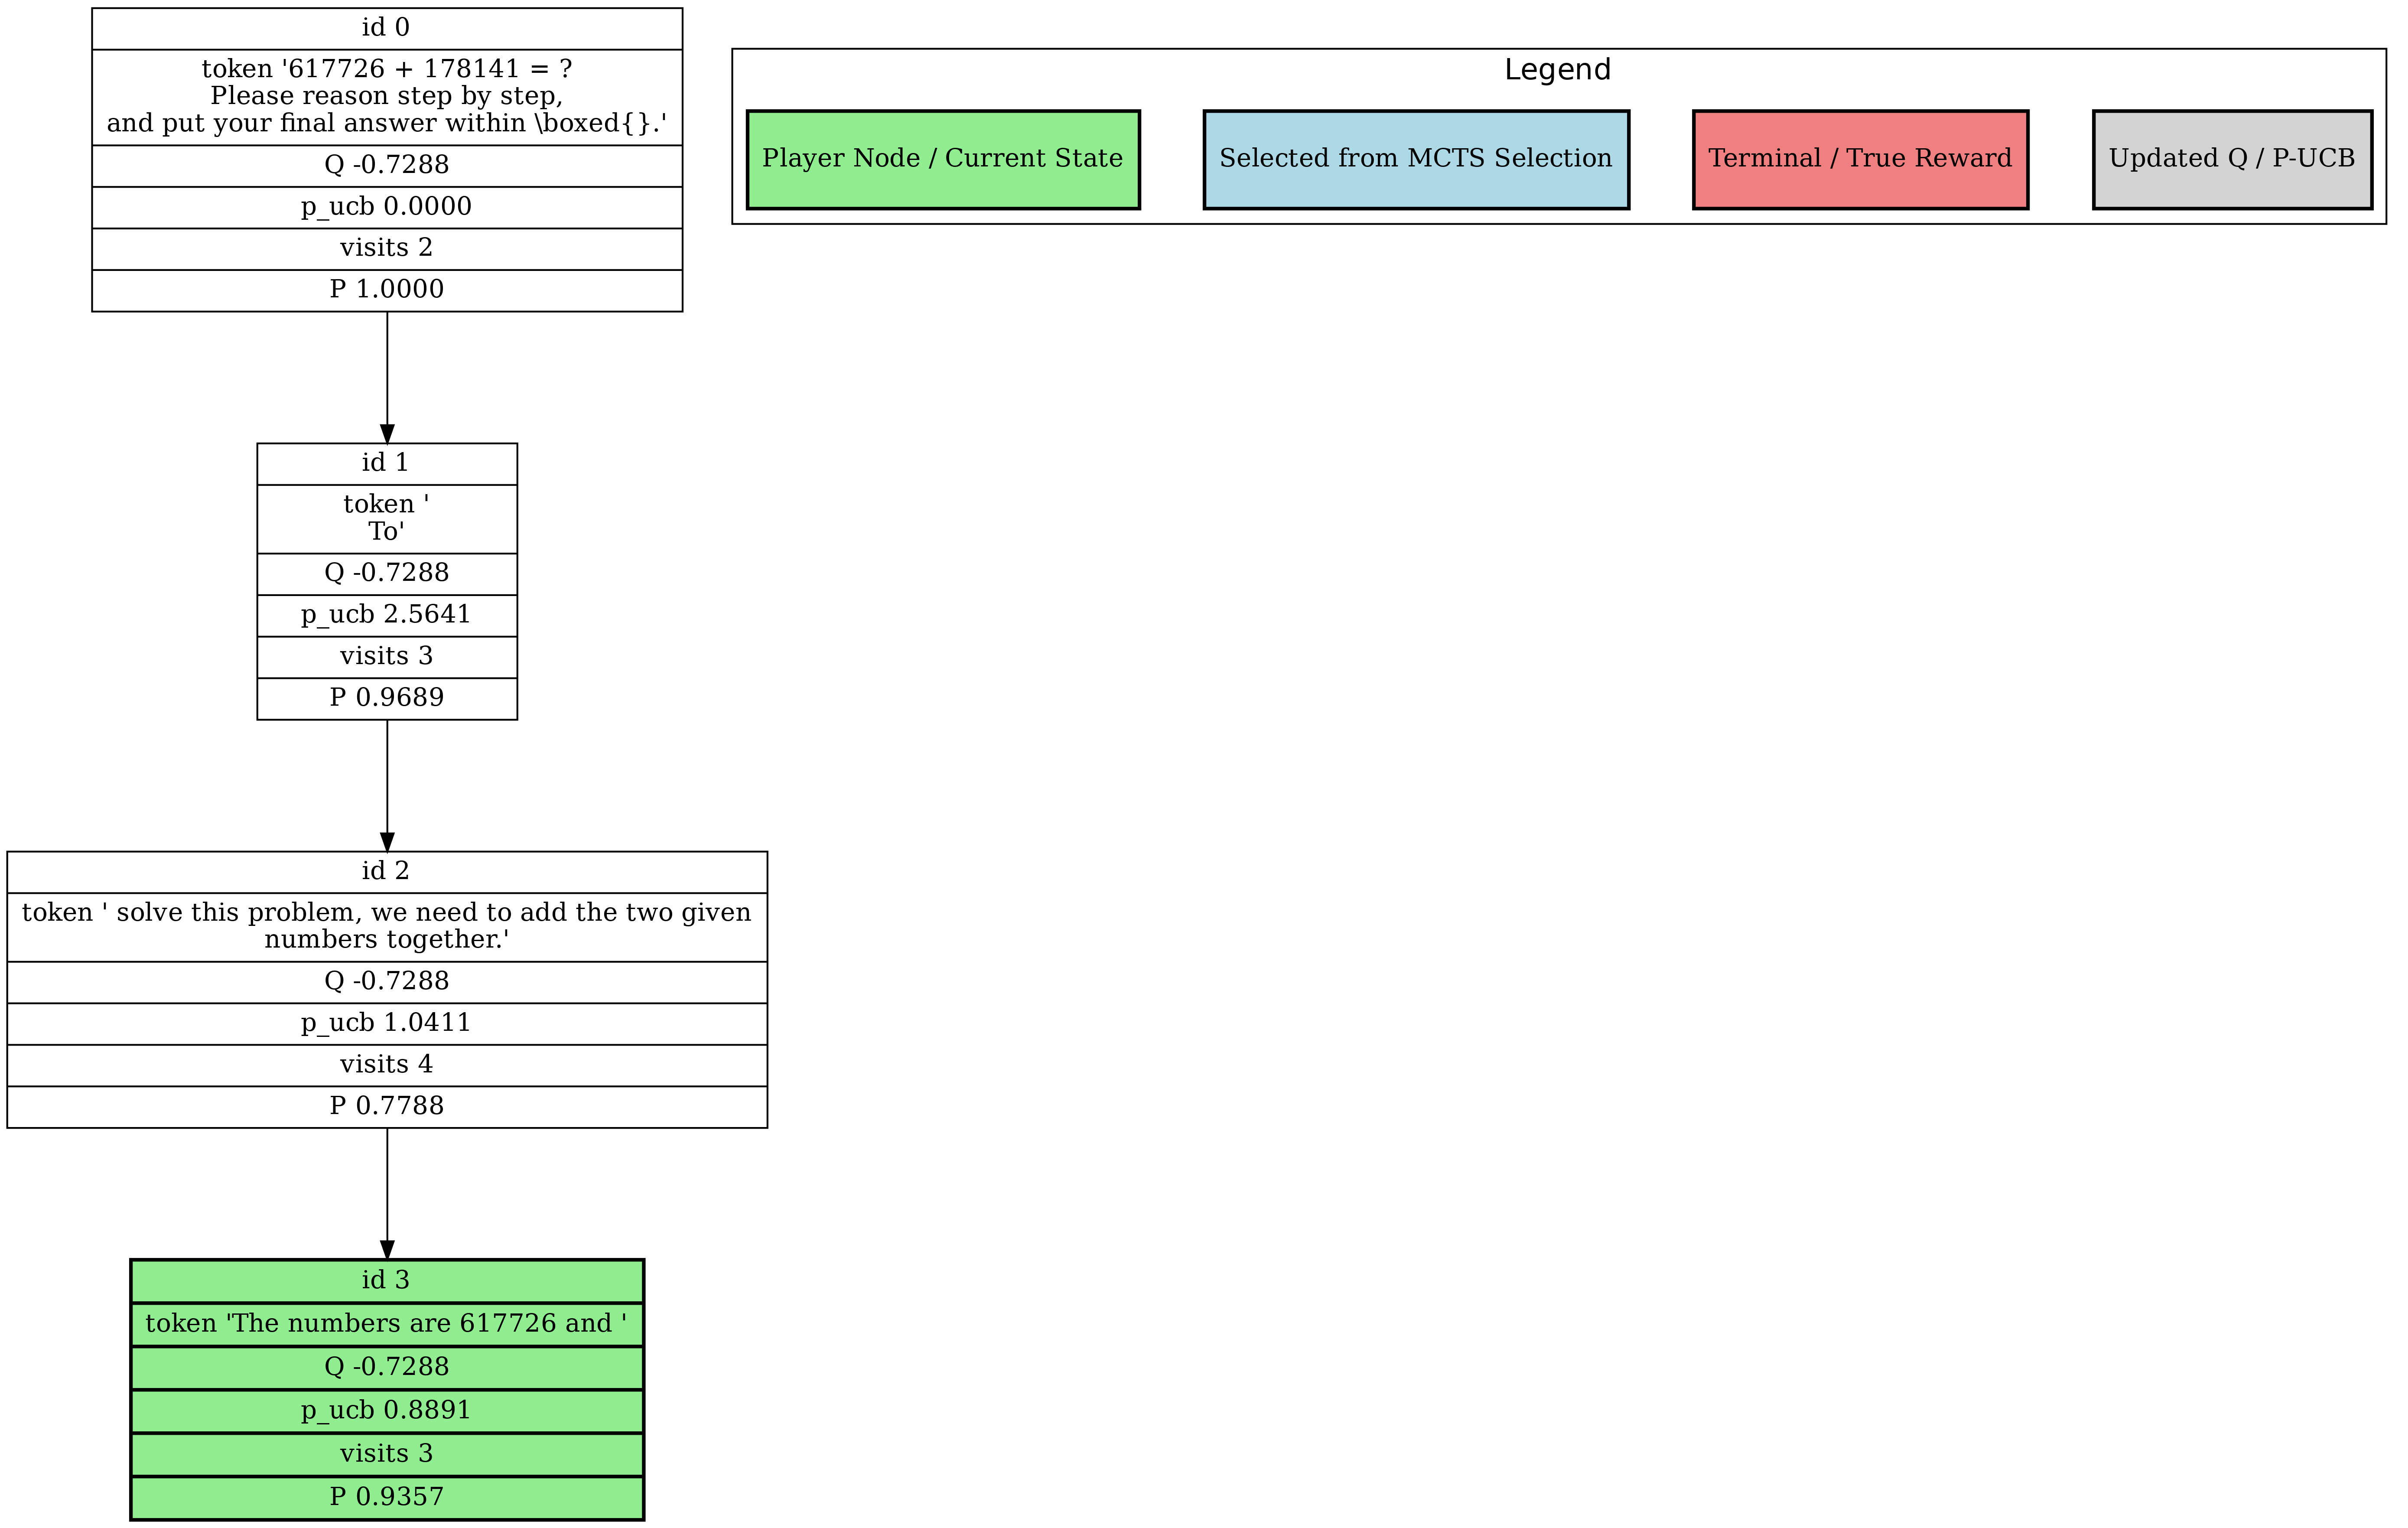 id 0
token '617726 + 178141 = ?
Please reason step by step,
and put your final answer within \boxed{}.'
Q -0.7288
p_ucb 0.0000
visits 2
P 1.0000
Legend
Player Node / Current State
Selected from MCTS Selection
Terminal / True Reward
Updated Q / P-UCB
id 1
token '
To'
Q -0.7288
p_ucb 2.5641
visits 3
P 0.9689
id 2
token ' solve this problem, we need to add the two given
numbers together.'
Q -0.7288
p_ucb 1.0411
visits 4
P 0.7788
id 3
token 'The numbers are 617726 and '
Q -0.7288
p_ucb 0.8891
visits 3
P 0.9357